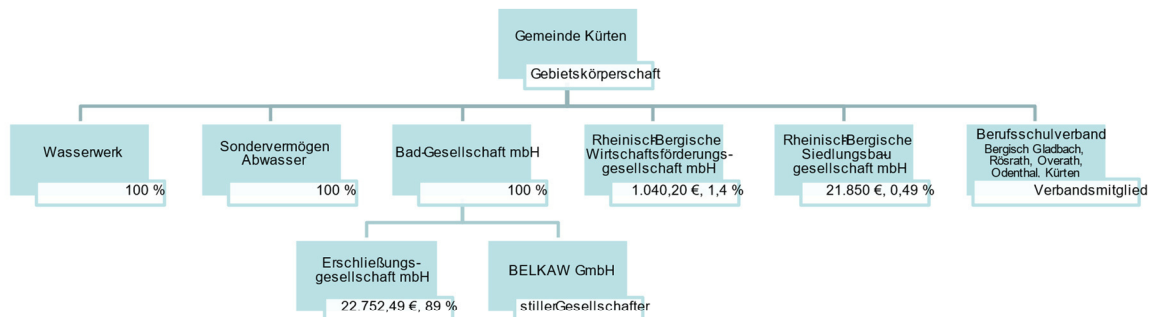 Gemeinde Kürten
Gebietskörperschaft
Wasserwerk
100 %
Sondervermögen
Abwasser
100 %
Bad-Gesellschaft mbH
100 %
Rheinisch-Bergische
Wirtschaftsförderungs-
gesellschaft mbH
1.040,20 €, 1,4 %
Rheinisch-Bergische
Siedlungsbau-
gesellschaft mbH
21.850 €, 0,49 %
Berufsschulverband
Bergisch Gladbach,
Rösrath, Overath,
Odenthal. Kürten
Verbandsmitglied
Erschließungs-
gesellschaft mbH
22.752,49 €, 89 %
BELKAW GmbH
stiller Gesellschafter